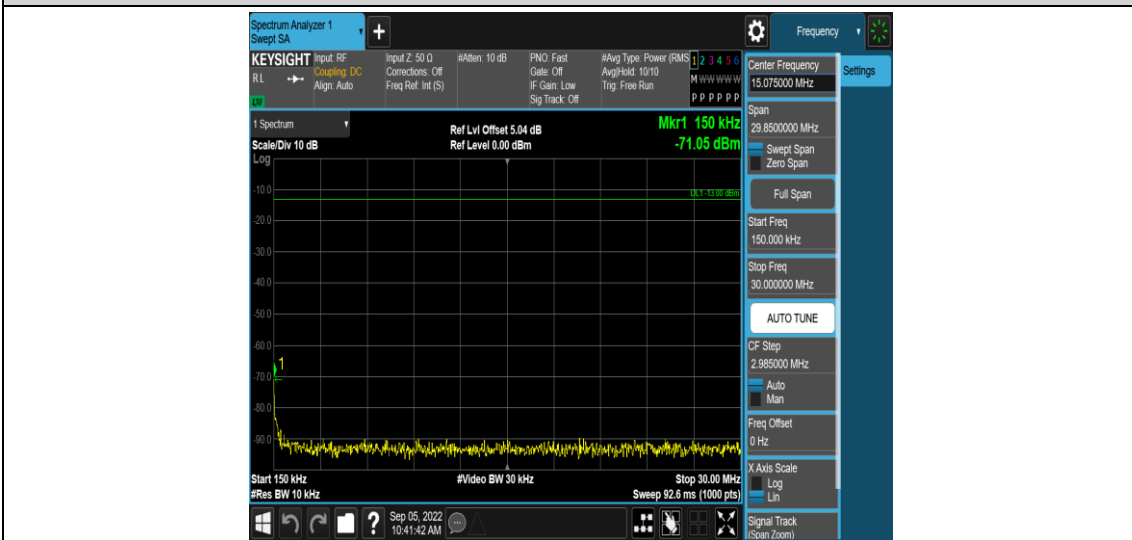 Spectrum Analyzer 1
Swept SA
+
Frequency
KEYSIGHT
RL
LNI
Input: RF
Coupling: DC
Align: Auto
Input Z: 50 Ω
Corrections: Off
Freq Ref: Int (S)
#Atten: 10 dB
PNO: Fast
Gate: Off
IF Gain: Low
Sig Track: Off
#Avg Type: Power (RMS
Avg|Hold: 10/10
Trig: Free Run
1 2 3 4 5 6
M W W W W W
P P P P P P
1 Spectrum
Scale/Div 10 dB
Log
Ref Lvl Offset 5.04 dB
Ref Level 0.00 dBm
Mkr1 150 kHz
-71.05 dBm
DL1 -13.00 dBm
-10.0
-20.0
-30.0
-40.0
-50.0
-60.0
-70.0
-80.0
-90.0
1
Start 150 kHz
#Video BW 30 kHz
Stop 30.00 MHz
#Res BW 10 kHz
Sweep 92.6 ms (1000 pts)
Center Frequency
15.075000 MHz
Settings
Span
29.8500000 MHz
Swept Span
Zero Span
Full Span
Start Freq
150.000 kHz
Stop Freq
30.000000 MHz
AUTO TUNE
CF Step
2.985000 MHz
Auto
Man
Freq Offset
0 Hz
X Axis Scale
Log
Lin
Signal Track
(Span Zoom)
?
Sep 05, 2022
10:41:42 AM